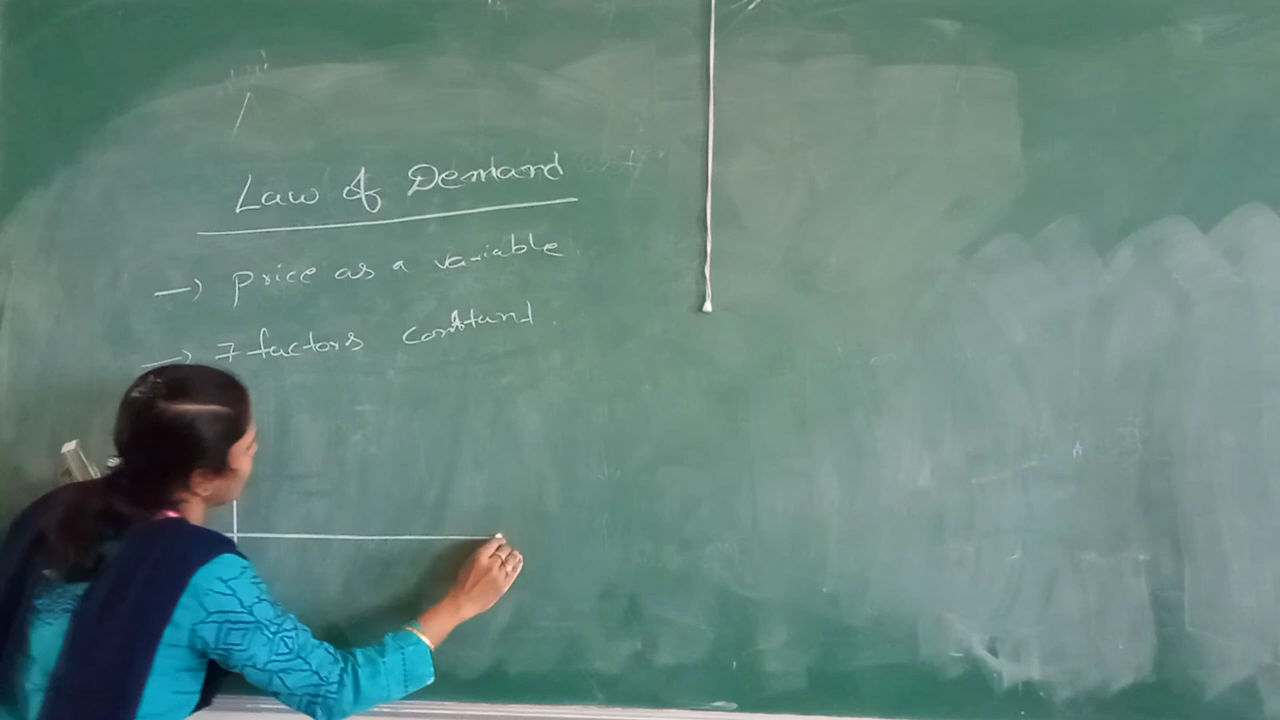 Law of Demand
→ Price as a variable
→ 7 factors constant.